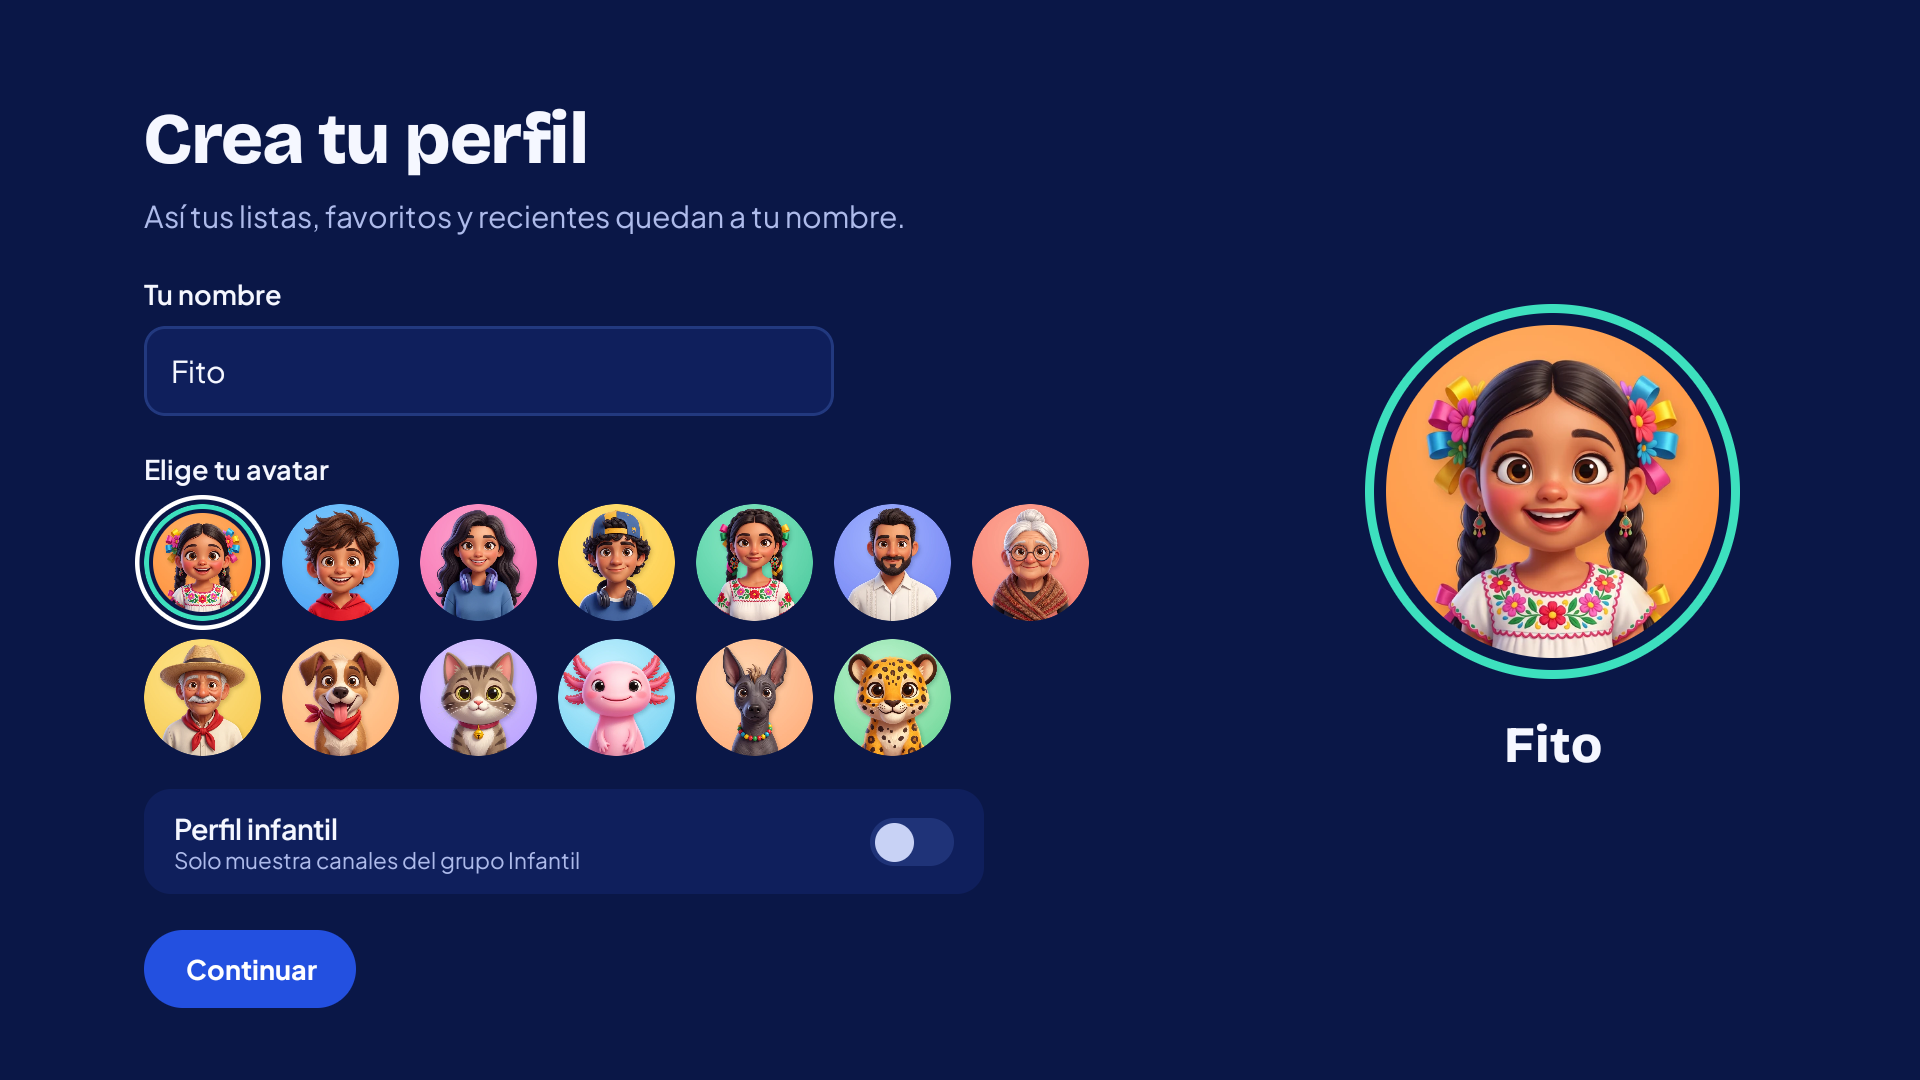 Crea tu perfil
Así tus listas, favoritos y recientes quedan a tu nombre.
Tu nombre
Fito
Elige tu avatar
Perfil infantil
Solo muestra canales del grupo Infantil
Continuar
Fito